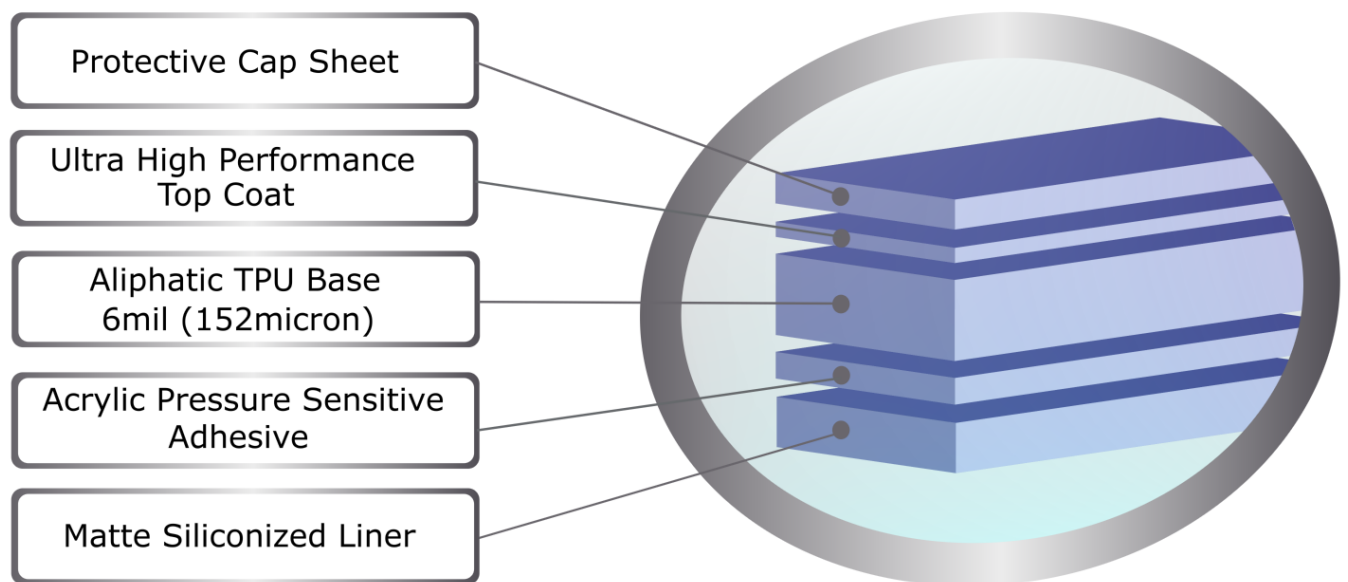 Protective Cap Sheet
Ultra High Performance
Top Coat
Aliphatic TPU Base
6mil (152micron)
Acrylic Pressure Sensitive
Adhesive
Matte Siliconized Liner